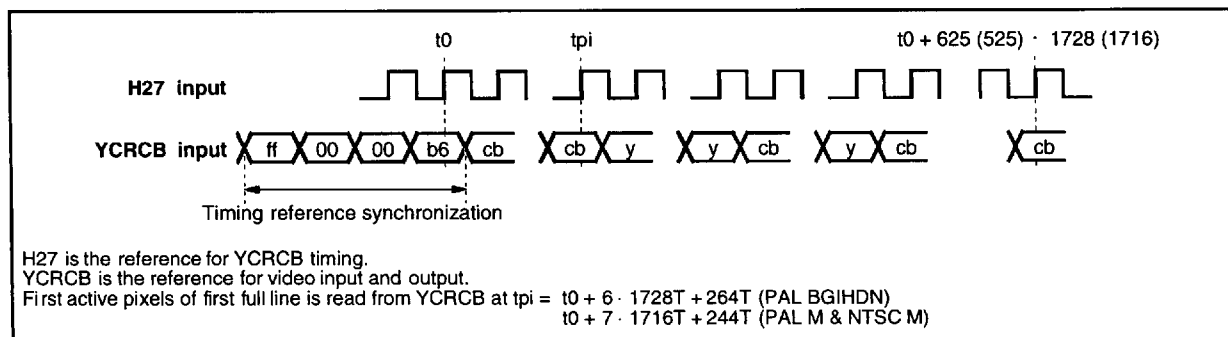 t0 tpi t0 + 625 (525) · 1728 (1716)
H27 input
YCRCB input ff 00 00 b6 cb cb y y cb y cb cb
Timing reference synchronization
H27 is the reference for YCRCB timing.
YCRCB is the reference for video input and output.
First active pixels of first full line is read from YCRCB at tpi = t0 + 6 · 1728T + 264T (PAL BGIHDN)
t0 + 7 · 1716T + 244T (PAL M & NTSC M)